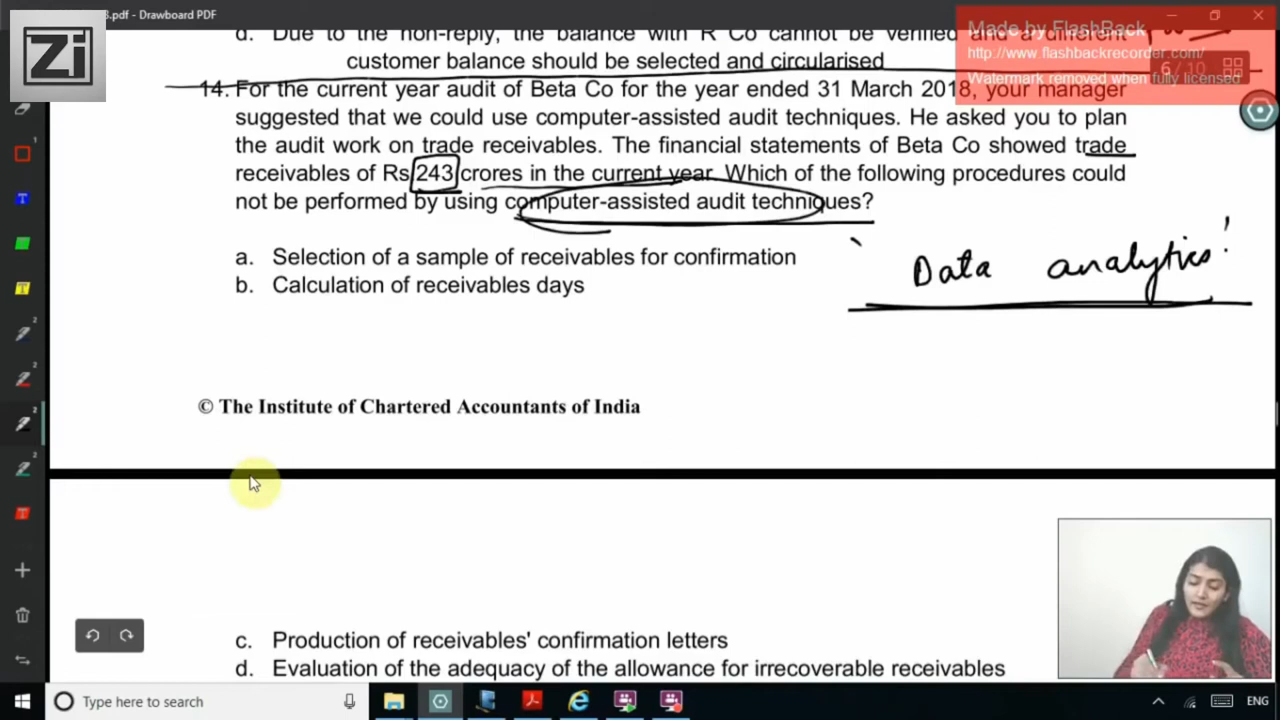 Zi
.pdf - Drawboard PDF
Made by FlashBack
http://www.flashbackrecorder.com/
Watermark removed when fully licensed
6 / 10
d. Due to the non-reply, the balance with R Co cannot be verified and a different
customer balance should be selected and circularised
14. For the current year audit of Beta Co for the year ended 31 March 2018, your manager
suggested that we could use computer-assisted audit techniques. He asked you to plan
the audit work on trade receivables. The financial statements of Beta Co showed trade
receivables of Rs 243 crores in the current year. Which of the following procedures could
not be performed by using computer-assisted audit techniques?
a. Selection of a sample of receivables for confirmation
Data analytics
b. Calculation of receivables days
© The Institute of Chartered Accountants of India
c. Production of receivables' confirmation letters
d. Evaluation of the adequacy of the allowance for irrecoverable receivables
Type here to search
ENG